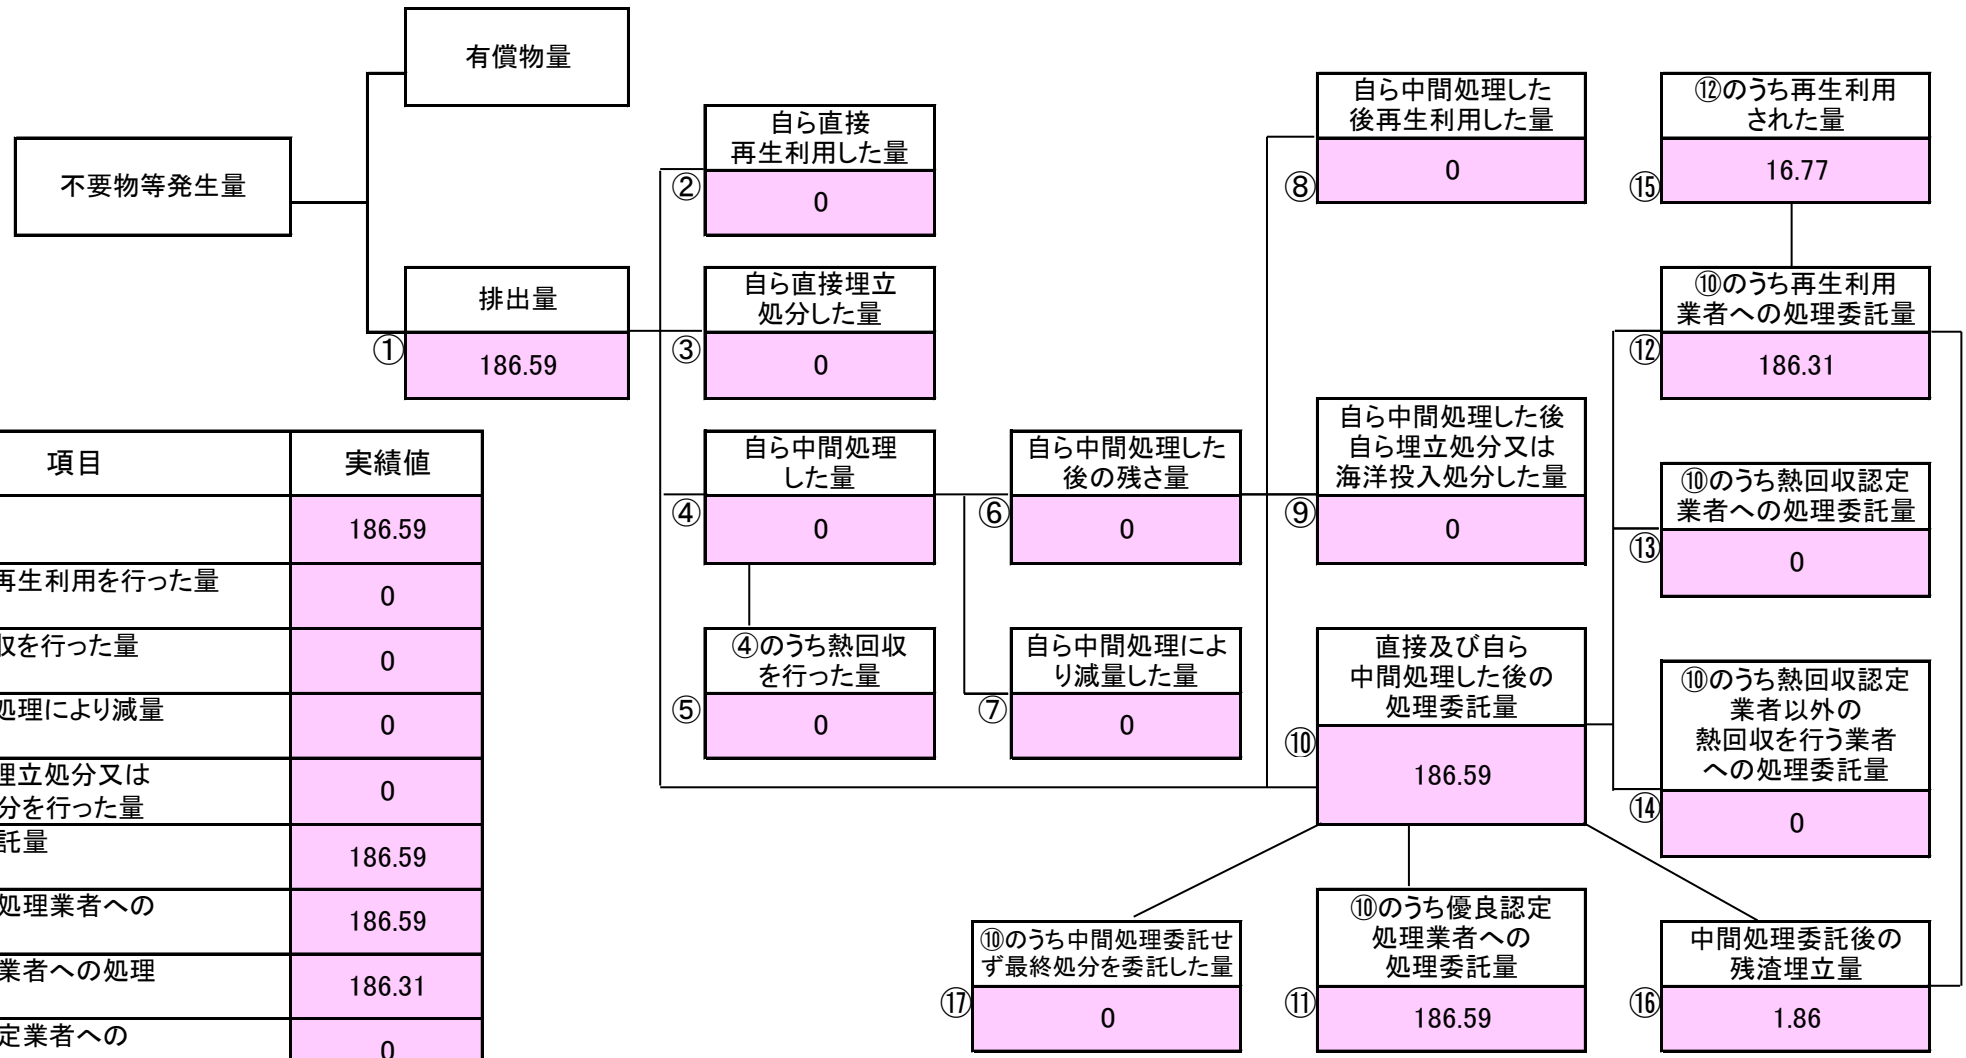 有償物量
不要物等発生量
排出量
①
186.59
自ら直接
再生利用した量
②
0
自ら直接埋立
処分した量
③
0
自ら中間処理
した量
④
0
④のうち熱回収
を行った量
⑤
0
自ら中間処理した
後の残さ量
⑥
0
自ら中間処理によ
り減量した量
⑦
0
自ら中間処理した
後再生利用した量
⑧
0
自ら中間処理した後
自ら埋立処分又は
海洋投入処分した量
⑨
0
直接及び自ら
中間処理した後の
処理委託量
⑩
186.59
⑫のうち再生利用
された量
⑮
16.77
⑩のうち再生利用
業者への処理委託量
⑫
186.31
⑩のうち熱回収認定
業者への処理委託量
⑬
0
⑩のうち熱回収認定
業者以外の
熱回収を行う業者
への処理委託量
⑭
0
⑩のうち中間処理委託せ
ず最終処分を委託した量
⑰
0
⑩のうち優良認定
処理業者への
処理委託量
⑪
186.59
中間処理委託後の
残渣埋立量
⑯
1.86
項目
実績値
186.59
再生利用を行った量
0
収を行った量
0
処理により減量
0
埋立処分又は
分を行った量
0
託量
186.59
処理業者への
186.59
業者への処理
186.31
定業者への
0